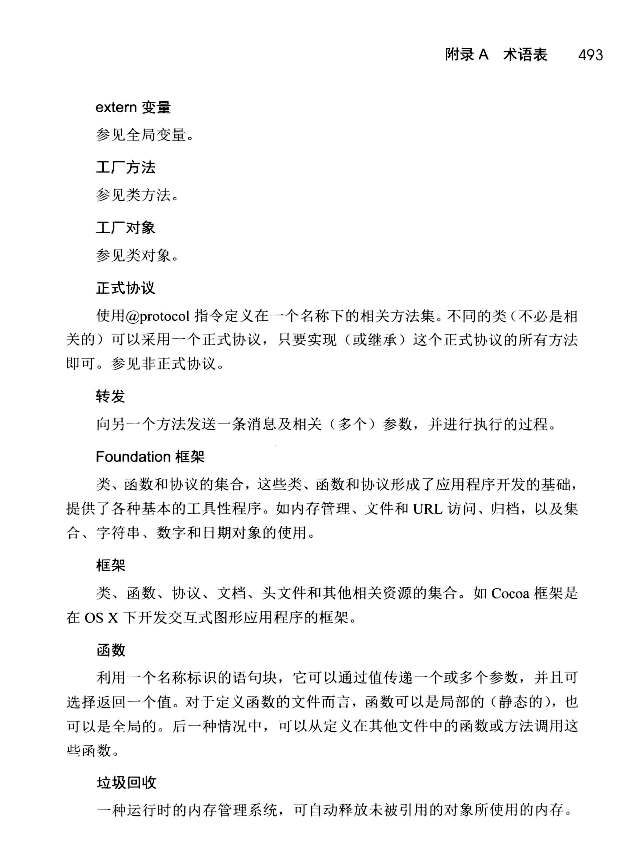 附录 A 术语表 493
extern 变量
参见全局变量。
工厂方法
参见类方法。
工厂对象
参见类对象。
正式协议
使用@protocol 指令定义在一个名称下的相关方法集。不同的类（不必是相
关的）可以采用一个正式协议，只要实现（或继承）这个正式协议的所有方法
即可。参见非正式协议。
转发
向另一个方法发送一条消息及相关（多个）参数，并进行执行的过程。
Foundation 框架
类、函数和协议的集合，这些类、函数和协议形成了应用程序开发的基础，
提供了各种基本的工具性程序。如内存管理、文件和 URL 访问、归档，以及集
合、字符串、数字和日期对象的使用。
框架
类、函数、协议、文档、头文件和其他相关资源的集合。如 Cocoa 框架是
在 OS X 下开发交互式图形应用程序的框架。
函数
利用一个名称标识的语句块，它可以通过值传递一个或多个参数，并且可
选择返回一个值。对于定义函数的文件而言，函数可以是局部的（静态的），也
可以是全局的。后一种情况中，可以从定义在其他文件中的函数或方法调用这
些函数。
垃圾回收
一种运行时的内存管理系统，可自动释放未被引用的对象所使用的内存。